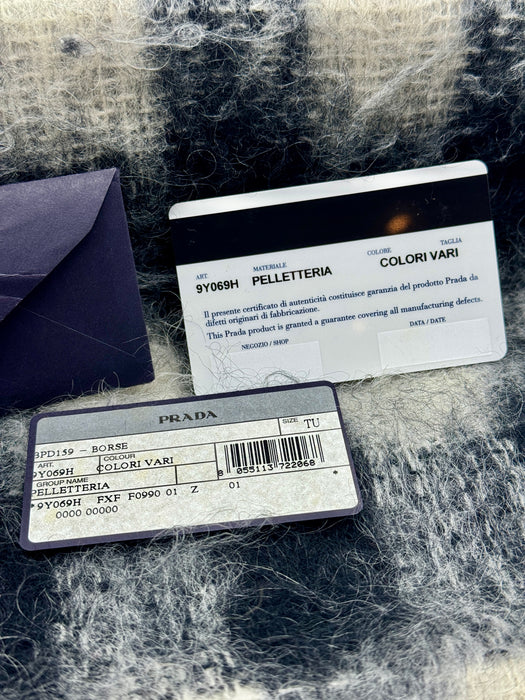 ART.
MATERIALE
COLORE
TAGLIA
9Y069H PELLETTERIA COLORI VARI
Il presente certificato di autenticità costituisce garanzia del prodotto Prada da
difetti originari di fabbricazione.
This Prada product is granted a guarantee covering all manufacturing defects.
NEGOZIO / SHOP
DATA / DATE
PRADA
BPD159 - BORSE
SIZE TU
ART. COLOUR
9Y069H COLORI VARI
GROUP NAME
PELLETTERIA
8 055113 722068
*9Y069H FXF F0990 01 Z 01 *
0000 00000